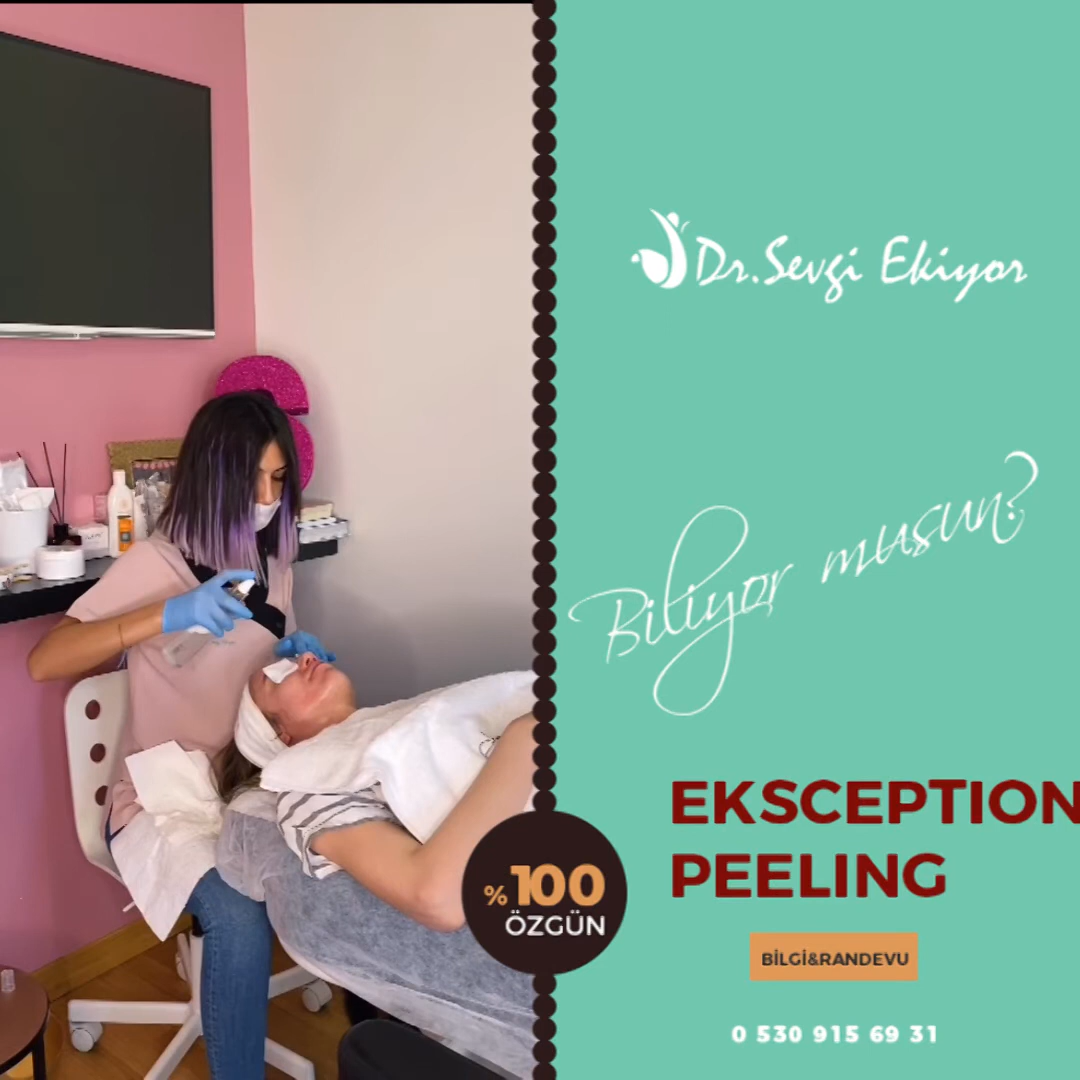 Dr.Sevgi Ekiyor
Biliyor musun?
EKSCEPTION
PEELING
%100
ÖZGÜN
BİLGİ&RANDEVU
0 530 915 69 31